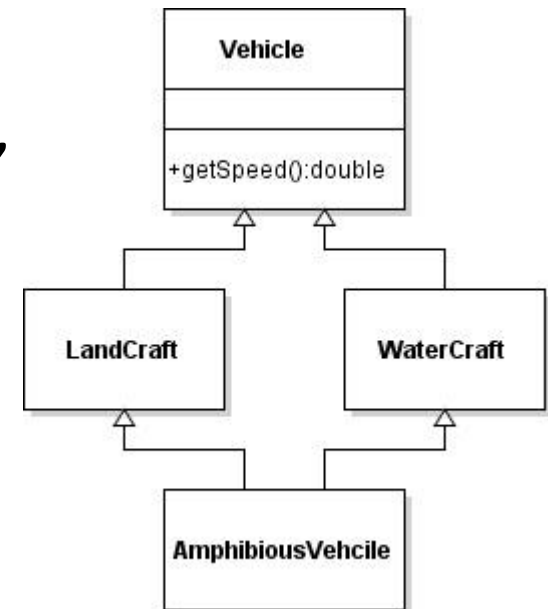 Vehicle
+getSpeed():double
LandCraft
WaterCraft
AmphibiousVehcile